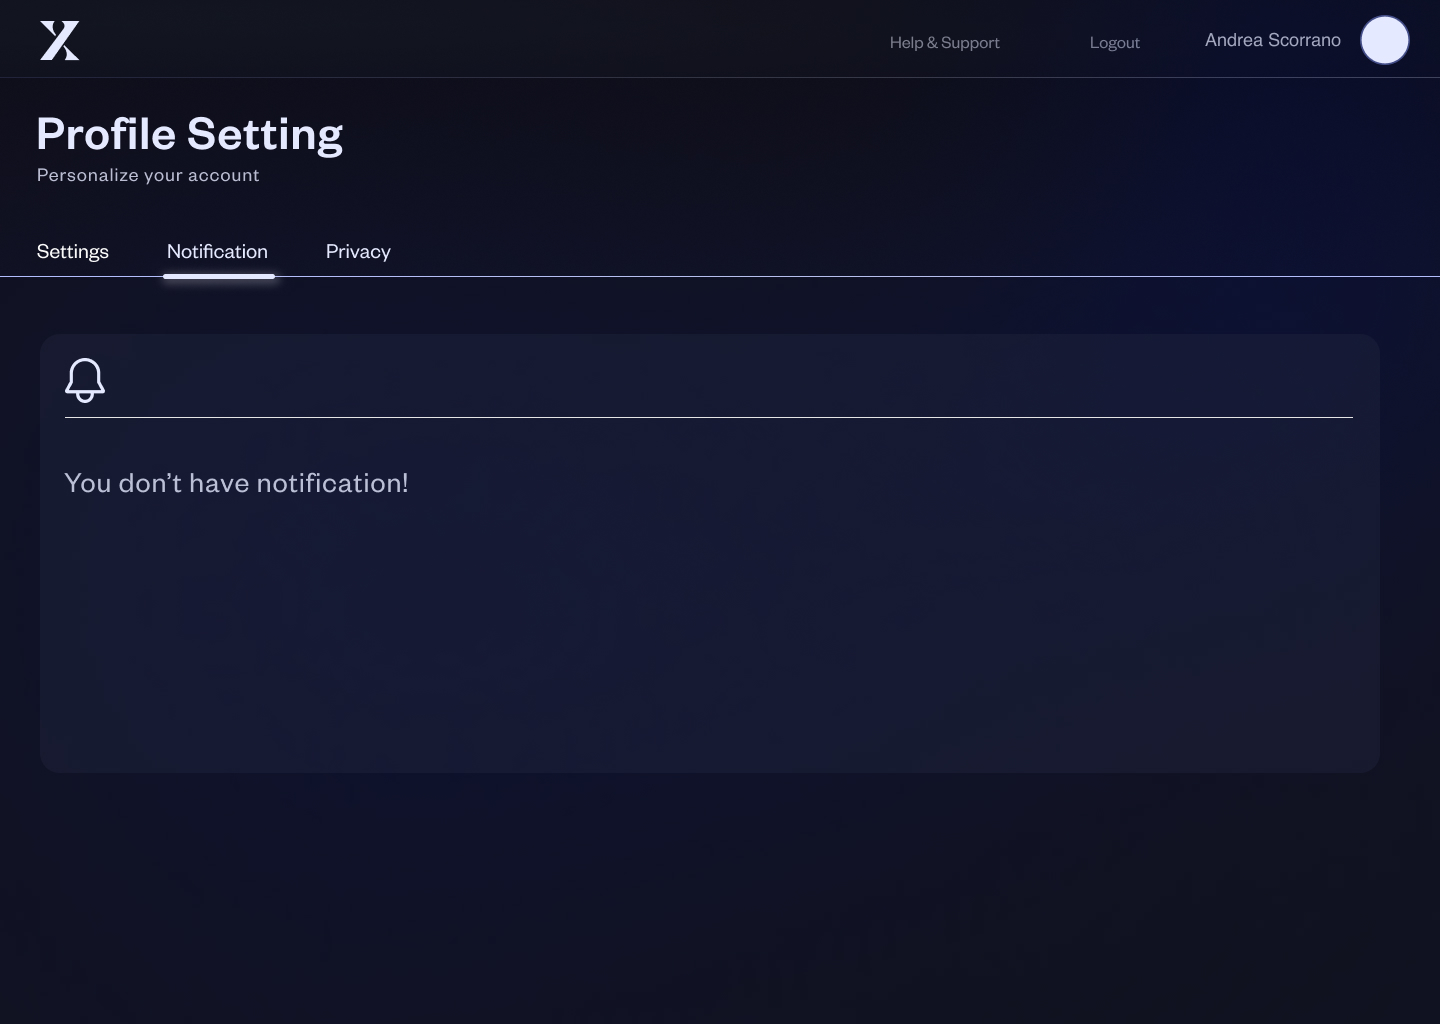 Help & Support
Logout
Andrea Scorrano
Profile Setting
Personalize your account
Settings
Notification
Privacy
You don’t have notification!